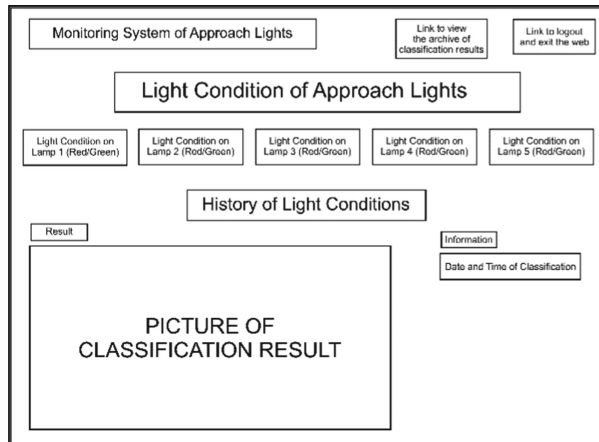 Monitoring System of Approach Lights
Link to view
the archive of
classification results
Link to logout
and exit the web
Light Condition of Approach Lights
Light Condition on
Lamp 1 (Red/Green)
Light Condition on
Lamp 2 (Red/Green)
Light Condition on
Lamp 3 (Red/Green)
Light Condition on
Lamp 4 (Red/Green)
Light Condition on
Lamp 5 (Red/Green)
History of Light Conditions
Result
Information
Date and Time of Classification
PICTURE OF
CLASSIFICATION RESULT